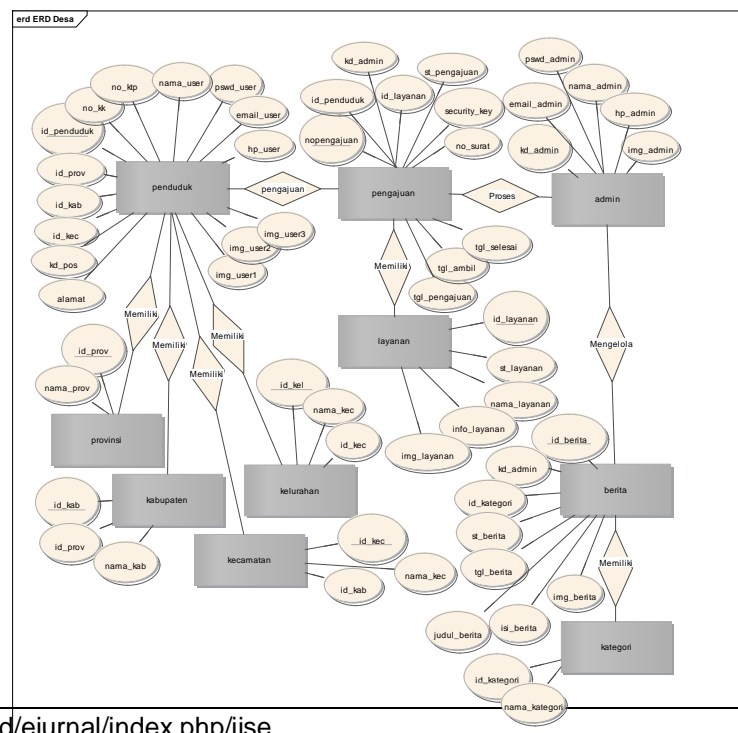 erd ERD Desa
kd_admin
st_pengajuan
pswd_admin
no_ktp
nama_user
pswd_user
id_penduduk
id_layanan
nama_admin
no_kk
email_user
security_key
email_admin
hp_admin
id_penduduk
hp_user
nopengajuan
no_surat
kd_admin
img_admin
id_prov
penduduk
pengajuan
pengajuan
Proses
admin
id_kab
id_kec
img_user3
img_user2
tgl_selesai
kd_pos
img_user1
Memiliki
tgl_ambil
alamat
tgl_pengajuan
Memiliki
Memiliki
Memiliki
Memiliki
layanan
id_layanan
Mengelola
id_prov
st_layanan
nama_prov
id_kel
nama_layanan
nama_kec
info_layanan
id_berita
provinsi
id_kec
img_layanan
kd_admin
berita
id_kab
kabupaten
kelurahan
id_kategori
id_prov
st_berita
nama_kab
kecamatan
id_kec
tgl_berita
Memiliki
nama_kec
img_berita
id_kab
isi_berita
judul_berita
kategori
id_kategori
nama_kategori
d/ejurnal/index.php/jise